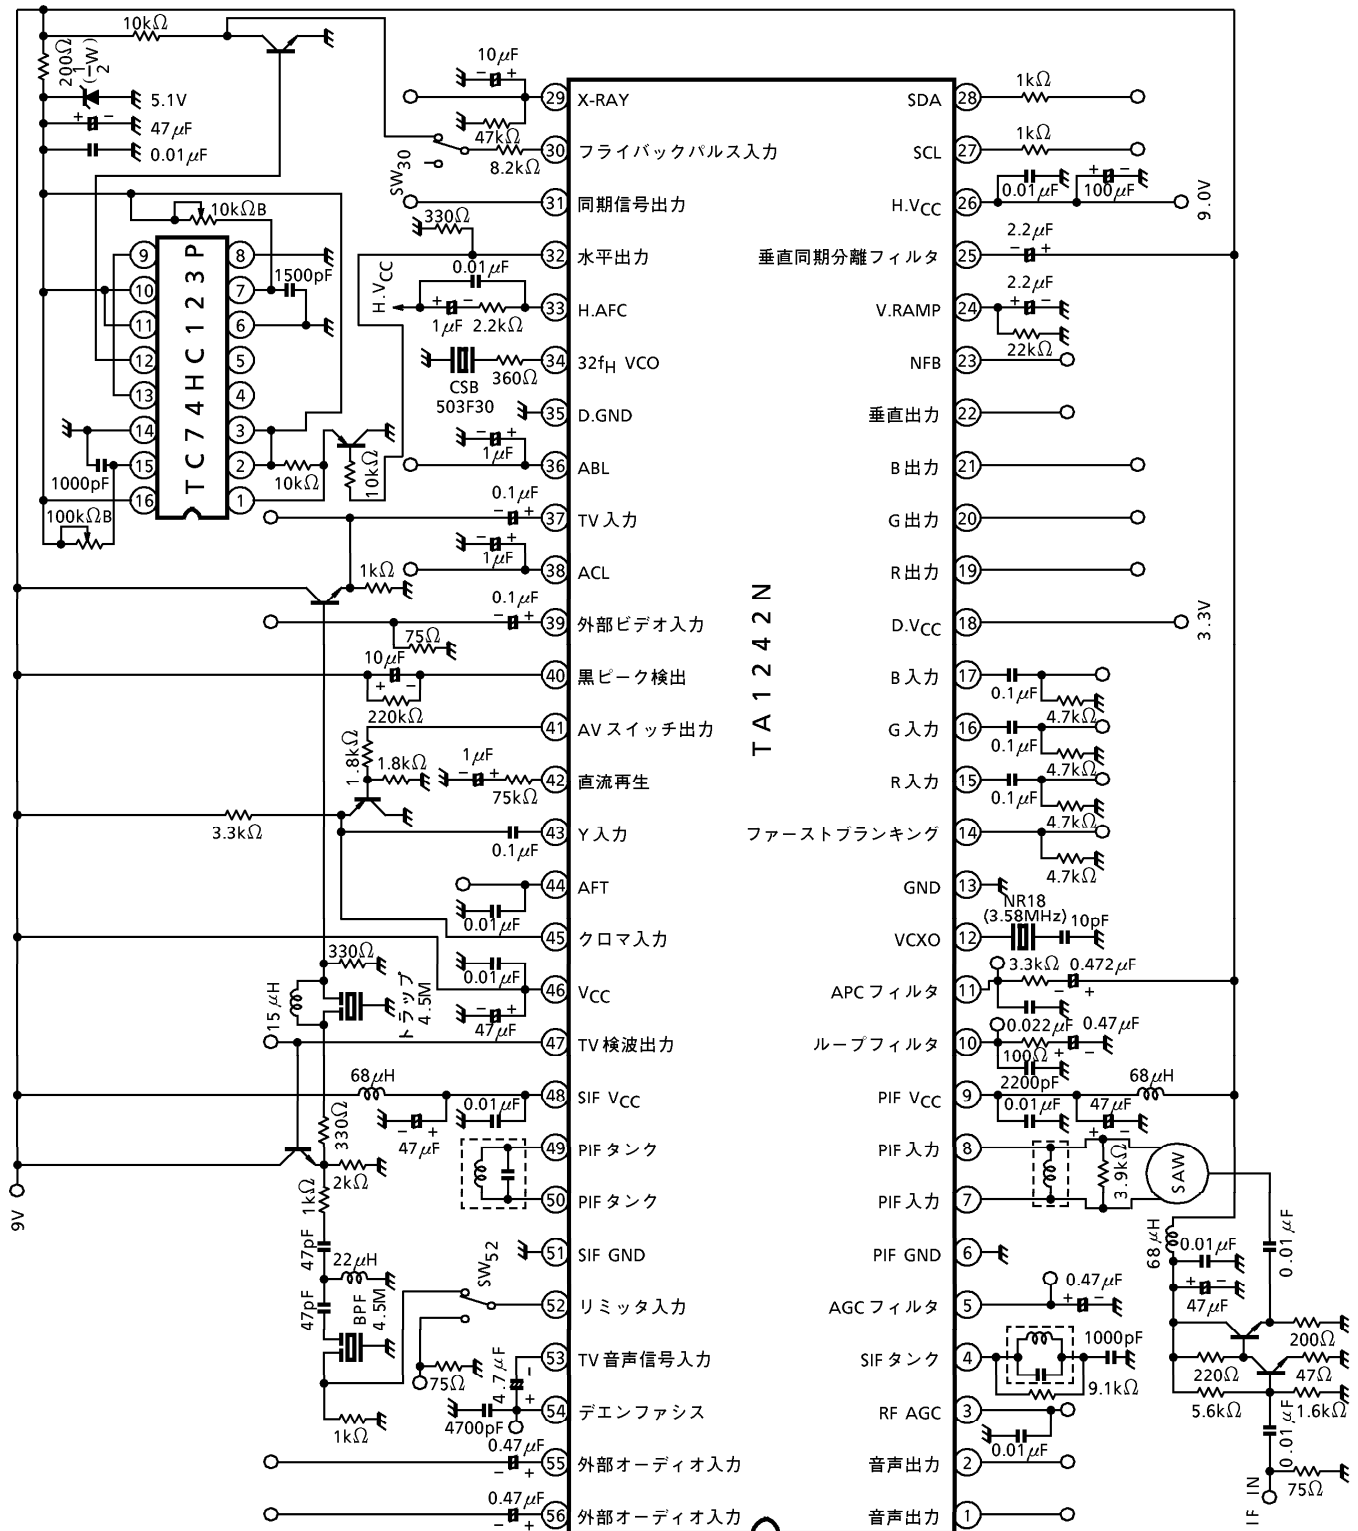 10kΩ
200Ω
(1/2W)
5.1V
47μF
0.01μF
10kΩB
TC74HC123P
9
10
11
12
13
14
15
16
8
7
6
5
4
3
2
1
1500pF
1000pF
100kΩB
10kΩ
10kΩ
10μF
47kΩ
8.2kΩ
SW30
330Ω
H.VCC
0.01μF
1μF
2.2kΩ
CSB
503F30
360Ω
1μF
0.1μF
1μF
1kΩ
0.1μF
75Ω
10μF
220kΩ
1.8kΩ
1.8kΩ
1μF
75kΩ
3.3kΩ
0.1μF
0.01μF
0.01μF
47μF
330Ω
15μH
トラップ
4.5M
68μH
0.01μF
47μF
330Ω
2kΩ
1kΩ
9V
47pF
22μH
47pF
BPF
4.5M
SW52
75Ω
4.7μF
4700pF
1kΩ
0.47μF
0.47μF
TA1242N
29 X-RAY
30 フライバックパルス入力
31 同期信号出力
32 水平出力
33 H.AFC
34 32fH VCO
35 D.GND
36 ABL
37 TV入力
38 ACL
39 外部ビデオ入力
40 黒ピーク検出
41 AVスイッチ出力
42 直流再生
43 Y入力
44 AFT
45 クロマ入力
46 VCC
47 TV検波出力
48 SIF VCC
49 PIFタンク
50 PIFタンク
51 SIF GND
52 リミッタ入力
53 TV音声信号入力
54 デエンファシス
55 外部オーディオ入力
56 外部オーディオ入力
SDA 28
SCL 27
H.VCC 26
垂直同期分離フィルタ 25
V.RAMP 24
NFB 23
垂直出力 22
B出力 21
G出力 20
R出力 19
D.VCC 18
B入力 17
G入力 16
R入力 15
ファーストブランキング 14
GND 13
VCXO 12
APCフィルタ 11
ループフィルタ 10
PIF VCC 9
PIF入力 8
PIF入力 7
PIF GND 6
AGCフィルタ 5
SIFタンク 4
RF AGC 3
音声出力 2
音声出力 1
1kΩ
1kΩ
0.01μF
100μF
9.0V
2.2μF
2.2μF
22kΩ
3.3V
0.1μF
4.7kΩ
0.1μF
4.7kΩ
0.1μF
4.7kΩ
4.7kΩ
NR18
(3.58MHz)
10pF
3.3kΩ
0.472μF
0.022μF
0.47μF
100Ω
2200pF
0.01μF
47μF
68μH
3.9kΩ
SAW
0.01μF
68μH
0.01μF
47μF
0.47μF
1000pF
9.1kΩ
0.01μF
200Ω
220Ω
47Ω
5.6kΩ
1.6kΩ
0.01μF
75Ω
IF IN